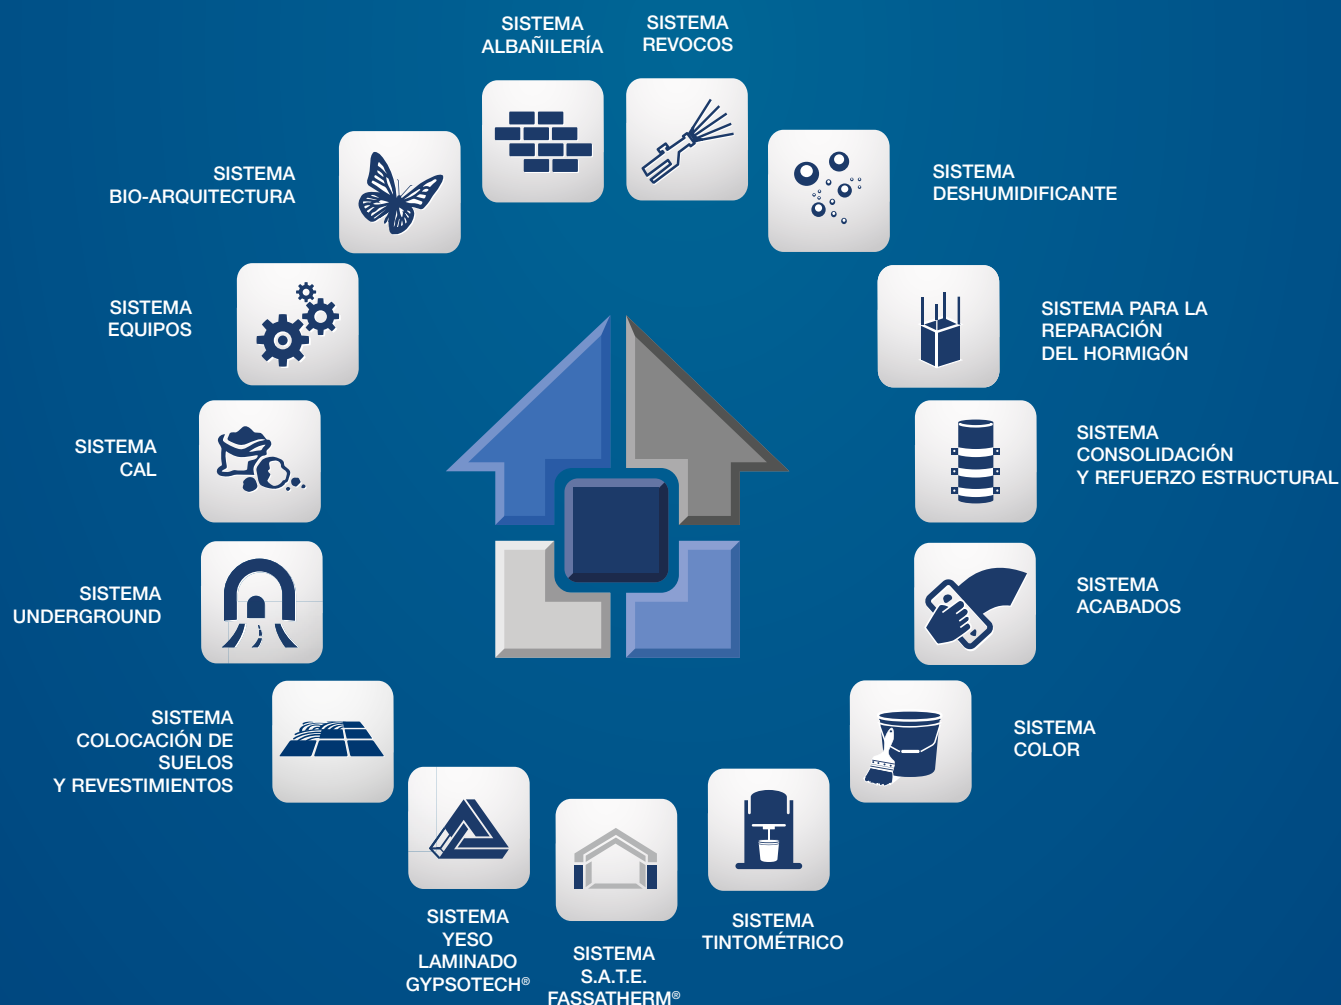 SISTEMA
ALBAÑILERÍA
SISTEMA
REVOCOS
SISTEMA
DESHUMIDIFICANTE
SISTEMA PARA LA
REPARACIÓN
DEL HORMIGÓN
SISTEMA
CONSOLIDACIÓN
Y REFUERZO ESTRUCTURAL
SISTEMA
ACABADOS
SISTEMA
COLOR
SISTEMA
TINTOMÉTRICO
SISTEMA
S.A.T.E.
FASSATHERM®
SISTEMA
YESO
LAMINADO
GYPSOTECH®
SISTEMA
COLOCACIÓN DE
SUELOS
Y REVESTIMIENTOS
SISTEMA
UNDERGROUND
SISTEMA
CAL
SISTEMA
EQUIPOS
SISTEMA
BIO-ARQUITECTURA